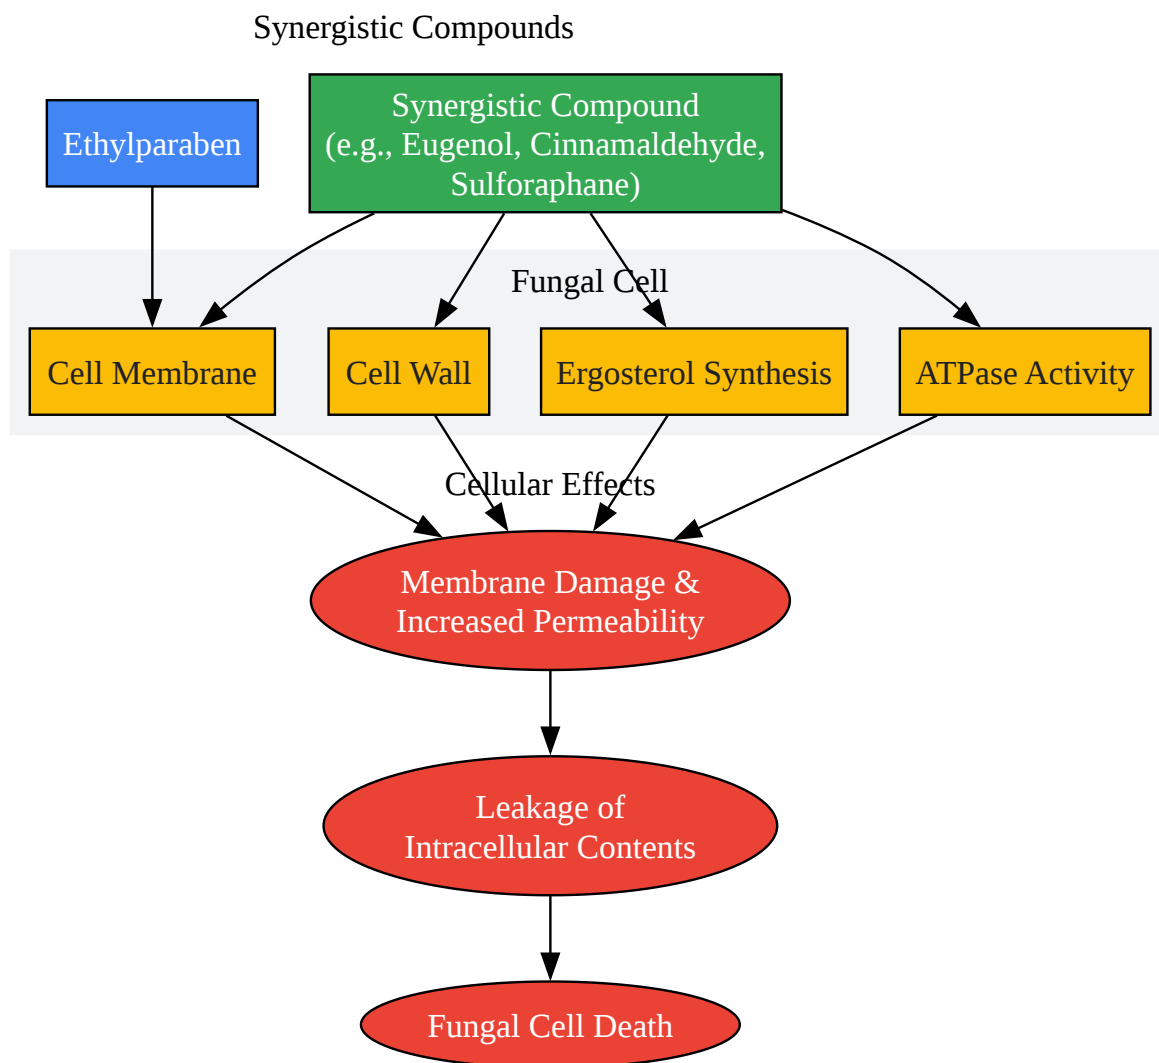 Synergistic Compounds
Ethylparaben
Synergistic Compound
(e.g., Eugenol, Cinnamaldehyde,
Sulforaphane)
Fungal Cell
Cell Membrane
Cell Wall
Ergosterol Synthesis
ATPase Activity
Cellular Effects
Membrane Damage &
Increased Permeability
Leakage of
Intracellular Contents
Fungal Cell Death